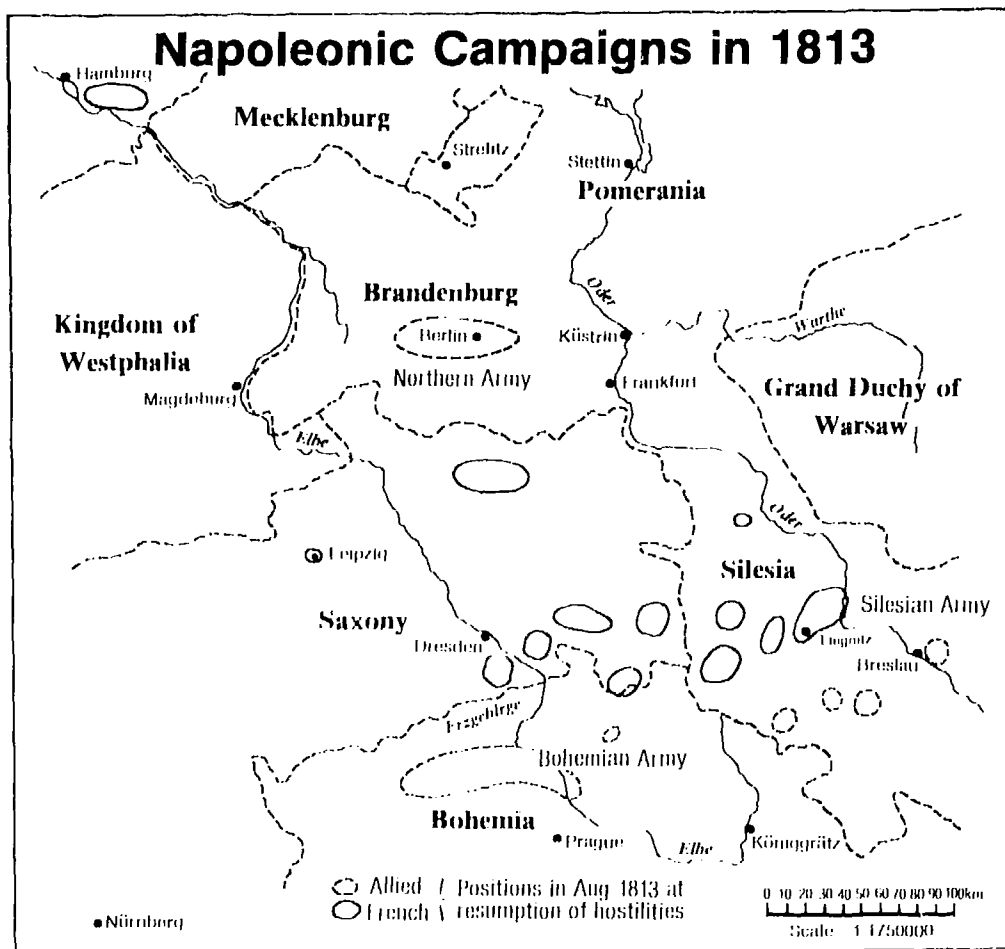 Napoleonic Campaigns in 1813
Hamburg
Mecklenburg
Strelitz
Stettin
Pomerania
Oder
Brandenburg
Berlin
Northern Army
Kingdom of
Westphalia
Magdeburg
Küstrin
Frankfurt
Warthe
Grand Duchy of
Warsaw
Elbe
Leipzig
Oder
Silesia
Silesian Army
Liegnitz
Breslau
Saxony
Dresden
Erzgebirge
Bohemian Army
Bohemia
Prague
Elbe
Königgrätz
Nürnberg
Allied Positions in Aug 1813 at
French resumption of hostilities
0 10 20 30 40 50 60 70 80 90 100km
Scale 1:1750000